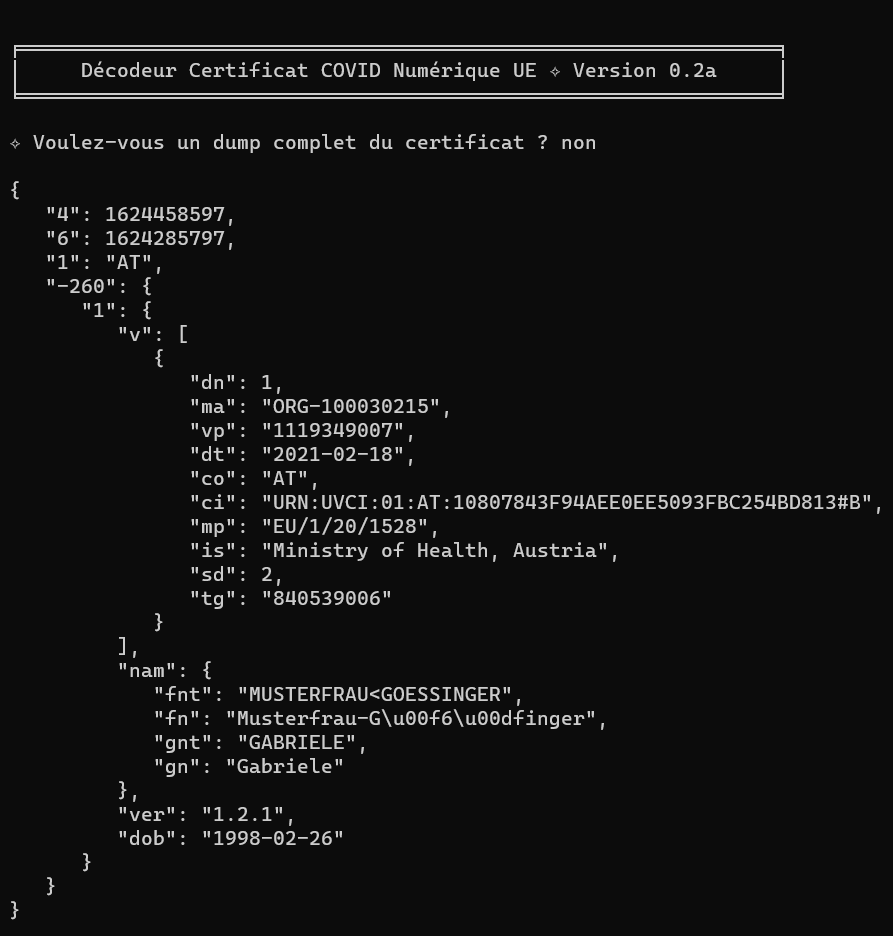 Décodeur Certificat COVID Numérique UE ✧ Version 0.2a
✧ Voulez-vous un dump complet du certificat ? non
{
   "4": 1624458597,
   "6": 1624285797,
   "1": "AT",
   "-260": {
      "1": {
         "v": [
            {
               "dn": 1,
               "ma": "ORG-100030215",
               "vp": "1119349007",
               "dt": "2021-02-18",
               "co": "AT",
               "ci": "URN:UVCI:01:AT:10807843F94AEE0EE5093FBC254BD813#B",
               "mp": "EU/1/20/1528",
               "is": "Ministry of Health, Austria",
               "sd": 2,
               "tg": "840539006"
            }
         ],
         "nam": {
            "fnt": "MUSTERFRAU<GOESSINGER",
            "fn": "Musterfrau-G\u00f6\u00dfinger",
            "gnt": "GABRIELE",
            "gn": "Gabriele"
         },
         "ver": "1.2.1",
         "dob": "1998-02-26"
      }
   }
}